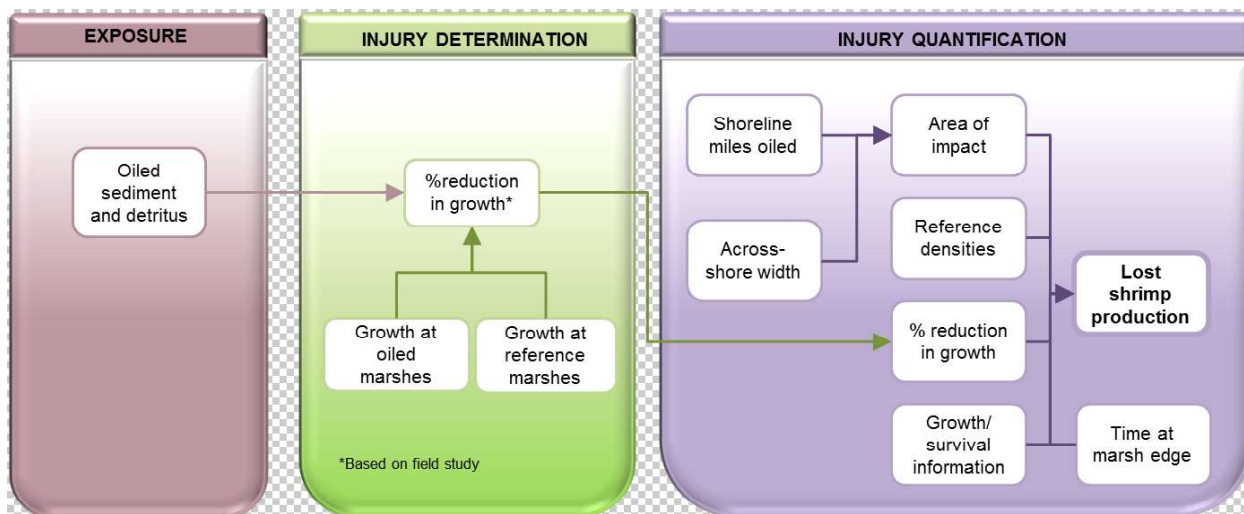 EXPOSURE
Oiled
sediment
and detritus
INJURY DETERMINATION
%reduction
in growth*
Growth at
oiled
marshes
Growth at
reference
marshes
*Based on field study
INJURY QUANTIFICATION
Shoreline
miles oiled
Across-
shore width
Area of
impact
Reference
densities
% reduction
in growth
Growth/
survival
information
Time at
marsh edge
Lost
shrimp
production